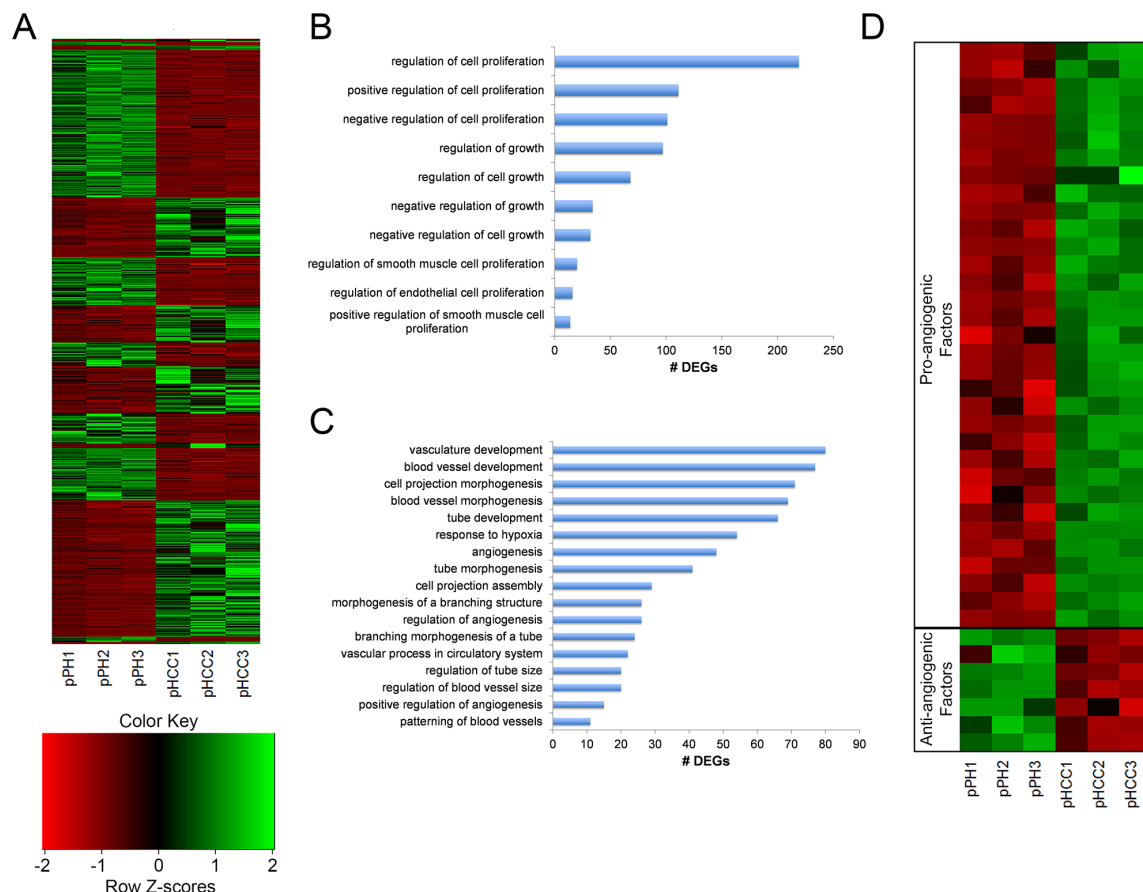 A
pPH1
pPH2
pPH3
pHCC1
pHCC2
pHCC3
Color Key
-2
-1
0
1
2
Row Z-scores
B
regulation of cell proliferation
positive regulation of cell proliferation
negative regulation of cell proliferation
regulation of growth
regulation of cell growth
negative regulation of growth
negative regulation of cell growth
regulation of smooth muscle cell proliferation
regulation of endothelial cell proliferation
positive regulation of smooth muscle cell
proliferation
0
50
100
150
200
250
# DEGs
C
vasculature development
blood vessel development
cell projection morphogenesis
blood vessel morphogenesis
tube development
response to hypoxia
angiogenesis
tube morphogenesis
cell projection assembly
morphogenesis of a branching structure
regulation of angiogenesis
branching morphogenesis of a tube
vascular process in circulatory system
regulation of tube size
regulation of blood vessel size
positive regulation of angiogenesis
patterning of blood vessels
0
10
20
30
40
50
60
70
80
90
# DEGs
D
Pro-angiogenic
Factors
Anti-angiogenic
Factors
pPH1
pPH2
pPH3
pHCC1
pHCC2
pHCC3